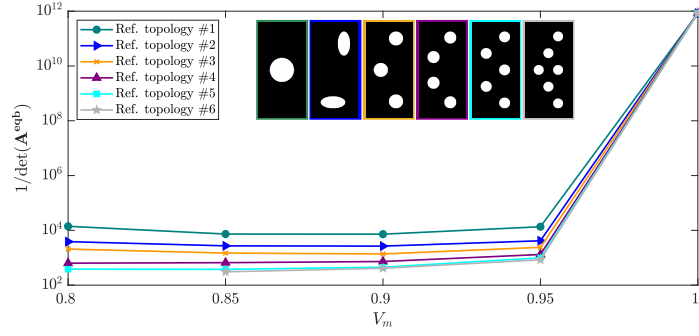 10^12
10^10
10^8
10^6
10^4
10^2
1/det(A^eqb)
Ref. topology #1
Ref. topology #2
Ref. topology #3
Ref. topology #4
Ref. topology #5
Ref. topology #6
0.8 0.85 0.9 0.95 1
V_m